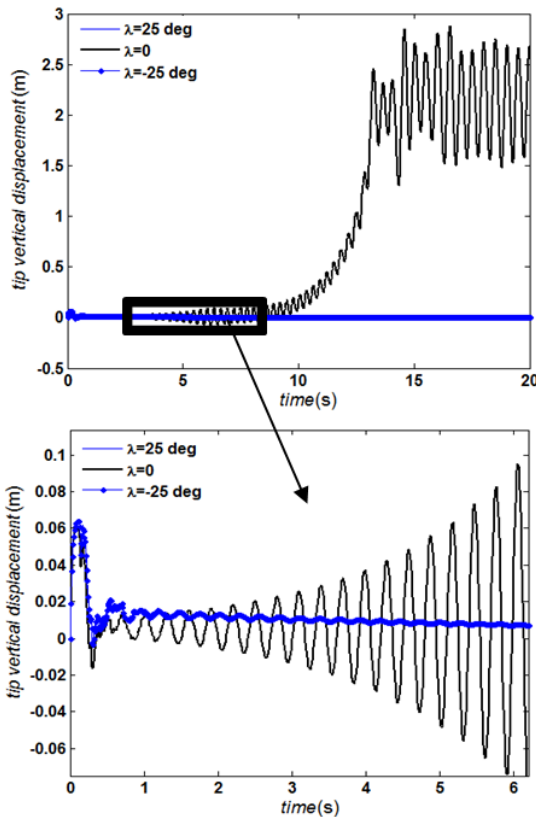 λ=25 deg
λ=0
λ=-25 deg
tip vertical displacement (m)
3
2.5
2
1.5
1
0.5
0
-0.5
0 5 10 15 20
time(s)
λ=25 deg
λ=0
λ=-25 deg
tip vertical displacement (m)
0.1
0.08
0.06
0.04
0.02
0
-0.02
-0.04
-0.06
0 1 2 3 4 5 6
time(s)